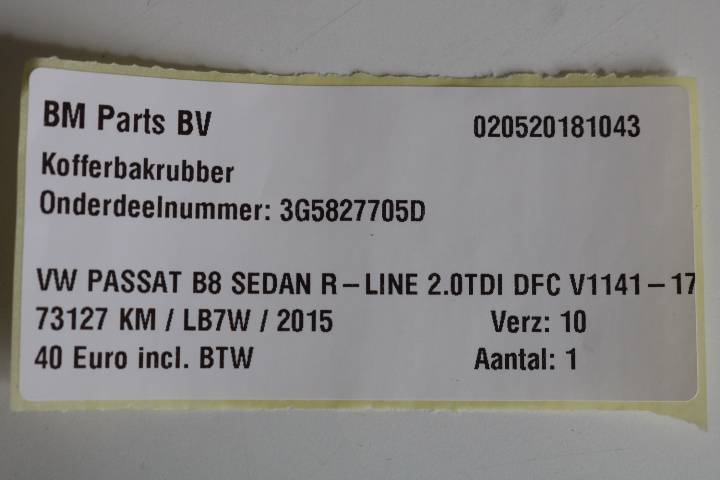 BM Parts BV 020520181043
Kofferbakrubber
Onderdeelnummer: 3G5827705D
VW PASSAT B8 SEDAN R-LINE 2.0TDI DFC V1141-17
73127 KM / LB7W / 2015 Verz: 10
40 Euro incl. BTW Aantal: 1